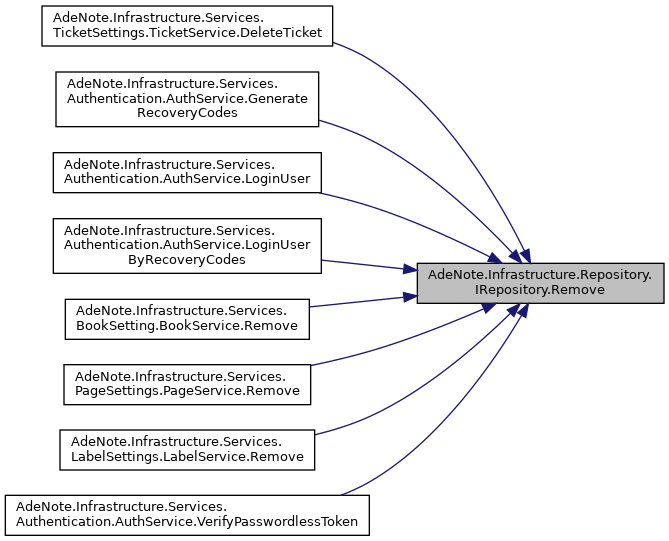 AdeNote.Infrastructure.Services.
TicketSettings.TicketService.DeleteTicket
AdeNote.Infrastructure.Services.
Authentication.AuthService.Generate
RecoveryCodes
AdeNote.Infrastructure.Services.
Authentication.AuthService.LoginUser
AdeNote.Infrastructure.Services.
Authentication.AuthService.LoginUser
ByRecoveryCodes
AdeNote.Infrastructure.Repository.
IRepository.Remove
AdeNote.Infrastructure.Services.
BookSetting.BookService.Remove
AdeNote.Infrastructure.Services.
PageSettings.PageService.Remove
AdeNote.Infrastructure.Services.
LabelSettings.LabelService.Remove
AdeNote.Infrastructure.Services.
Authentication.AuthService.VerifyPasswordlessToken